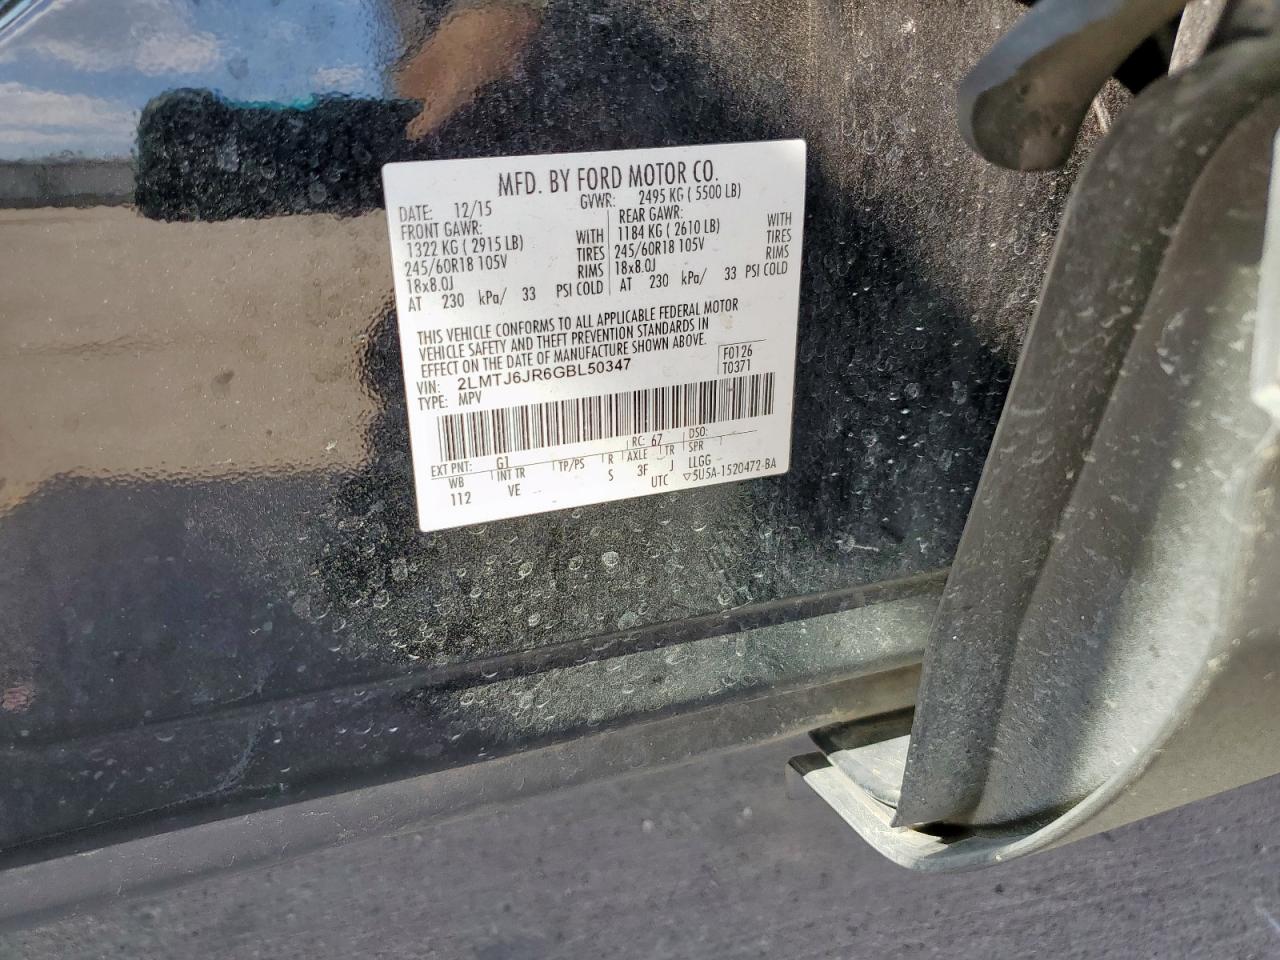 MFD. BY FORD MOTOR CO.
DATE: 12/15 GVWR: 2495 KG ( 5500 LB)
FRONT GAWR: REAR GAWR:
1322 KG ( 2915 LB) WITH 1184 KG ( 2610 LB) WITH
245/60R18 105V TIRES 245/60R18 105V TIRES
18x8.0J RIMS 18x8.0J RIMS
AT 230 kPa/ 33 PSI COLD AT 230 kPa/ 33 PSI COLD
THIS VEHICLE CONFORMS TO ALL APPLICABLE FEDERAL MOTOR
VEHICLE SAFETY AND THEFT PREVENTION STANDARDS IN
EFFECT ON THE DATE OF MANUFACTURE SHOWN ABOVE.
VIN: 2LMTJ6JR6GBL50347 F0126
TYPE: MPV T0371
EXT PNT: G1 RC: 67 DSO:
WB INT TR TP/PS R AXLE TR SPR
112 VE S 3F J LLGG
UTC ▽5U5A-1520472-BA